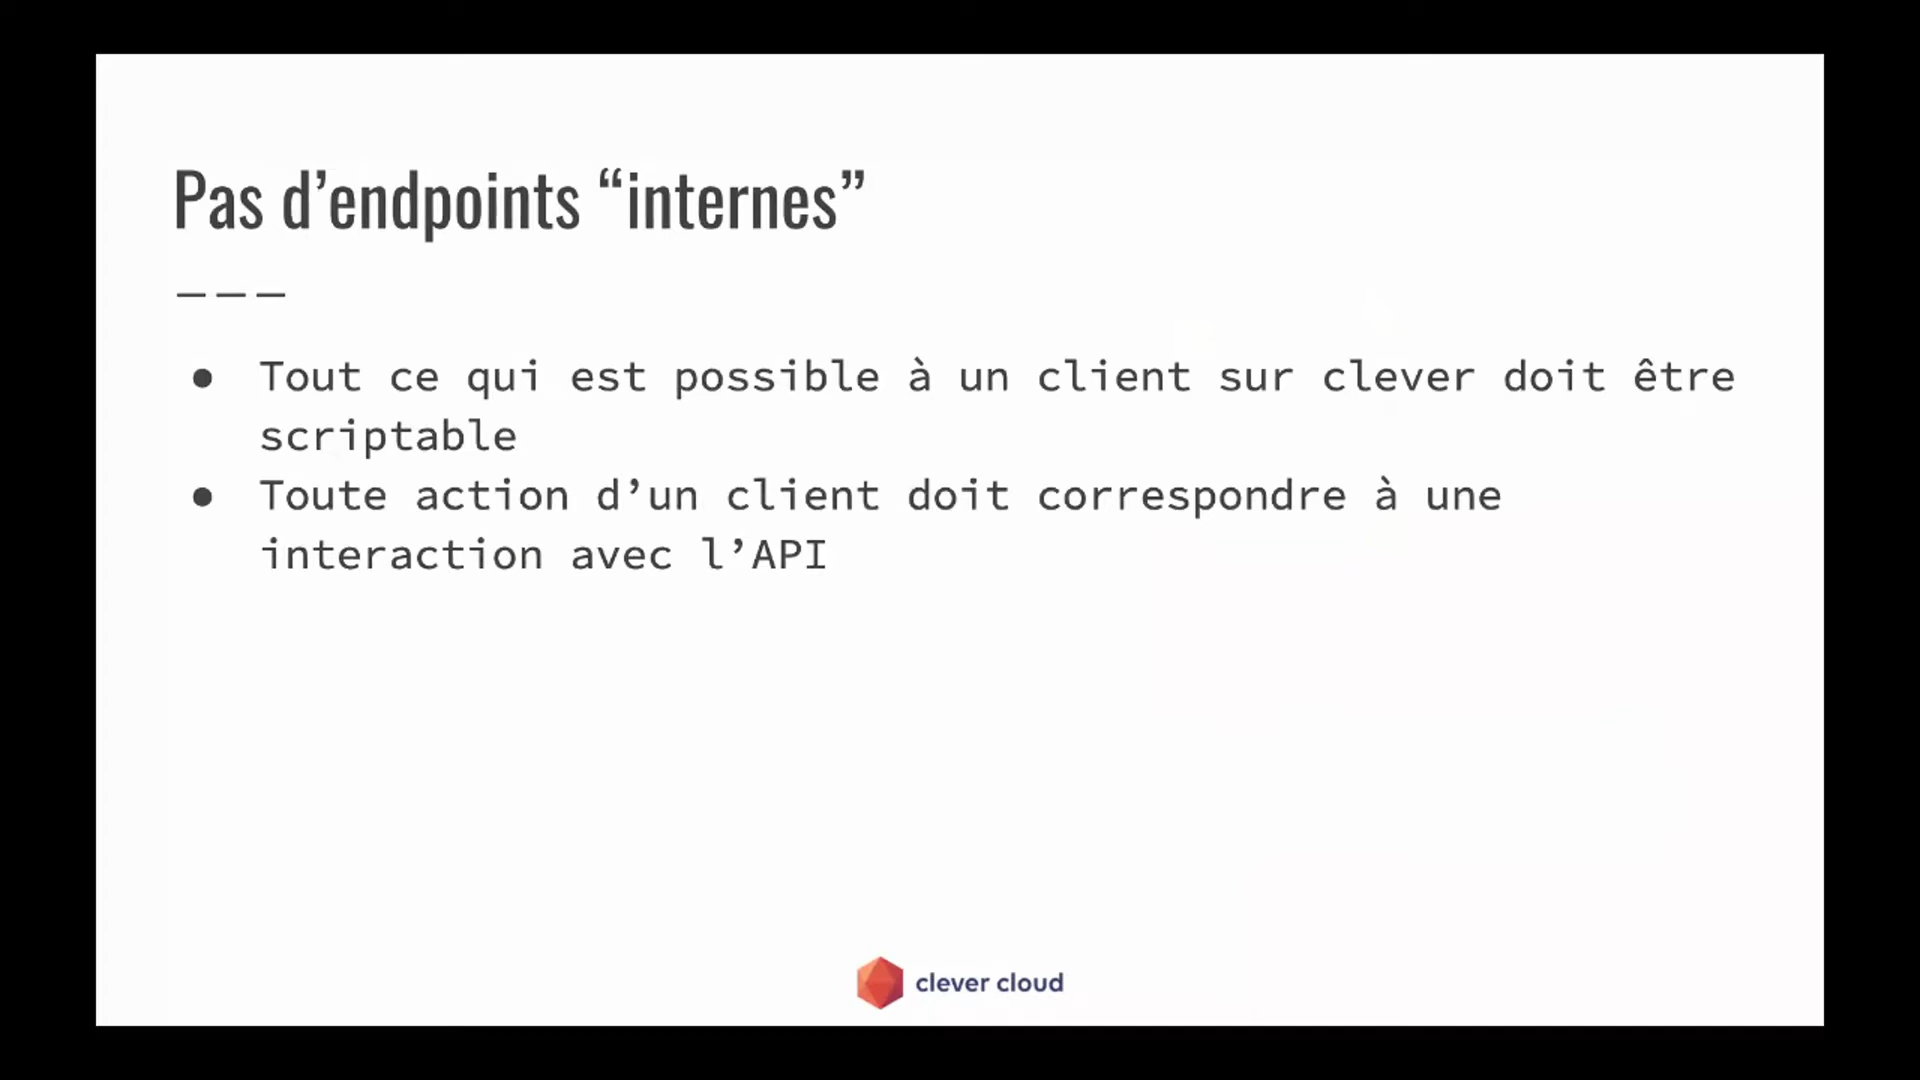 Pas d’endpoints “internes”
———
● Tout ce qui est possible à un client sur clever doit être
scriptable
● Toute action d’un client doit correspondre à une
interaction avec l’API
clever cloud